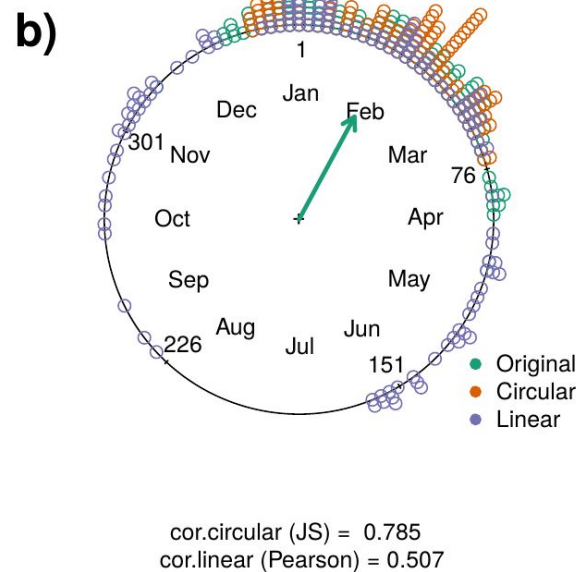 b)
1
Jan
Dec
Feb
301
Nov
Mar
76
Oct
Apr
Sep
May
Aug
Jun
226
Jul
151
Original
Circular
Linear
cor.circular (JS) = 0.785
cor.linear (Pearson) = 0.507